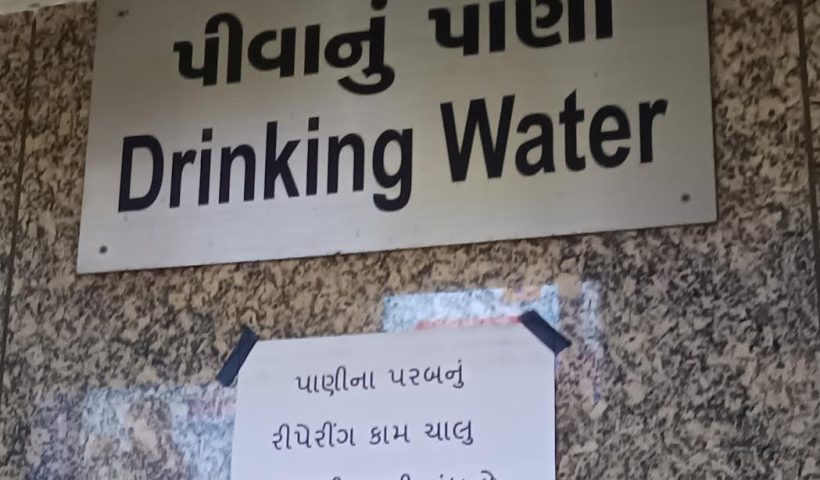 પીવાનું પાણી
Drinking Water
પાણીના પરબનું
રીપેરીંગ કામ ચાલુ